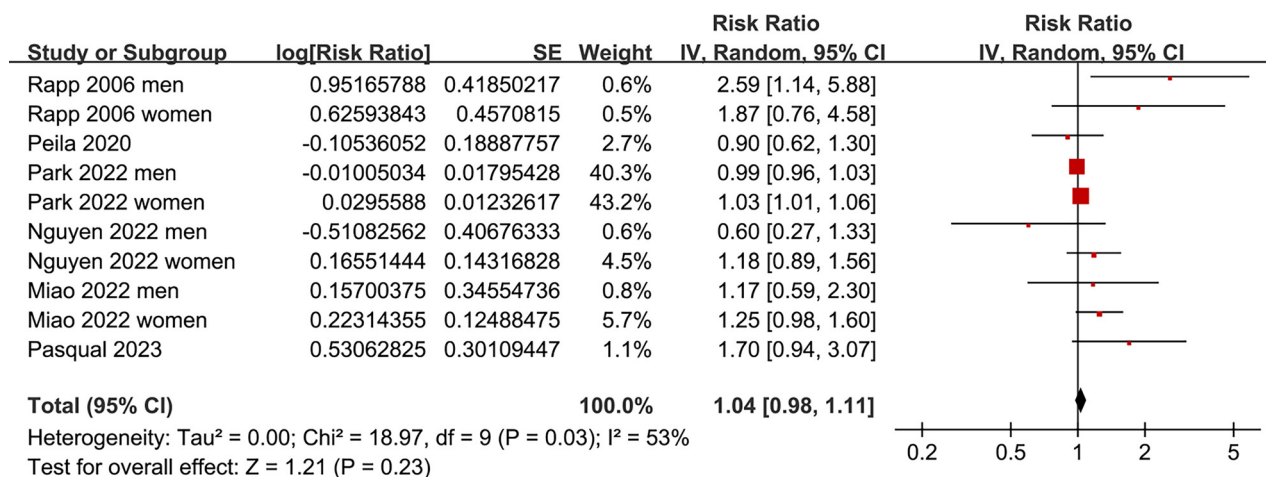 Risk Ratio Risk Ratio
Study or Subgroup log[Risk Ratio] SE Weight IV, Random, 95% CI IV, Random, 95% CI
Rapp 2006 men 0.95165788 0.41850217 0.6% 2.59 [1.14, 5.88]
Rapp 2006 women 0.62593843 0.4570815 0.5% 1.87 [0.76, 4.58]
Peila 2020 -0.10536052 0.18887757 2.7% 0.90 [0.62, 1.30]
Park 2022 men -0.01005034 0.01795428 40.3% 0.99 [0.96, 1.03]
Park 2022 women 0.0295588 0.01232617 43.2% 1.03 [1.01, 1.06]
Nguyen 2022 men -0.51082562 0.40676333 0.6% 0.60 [0.27, 1.33]
Nguyen 2022 women 0.16551444 0.14316828 4.5% 1.18 [0.89, 1.56]
Miao 2022 men 0.15700375 0.34554736 0.8% 1.17 [0.59, 2.30]
Miao 2022 women 0.22314355 0.12488475 5.7% 1.25 [0.98, 1.60]
Pasqual 2023 0.53062825 0.30109447 1.1% 1.70 [0.94, 3.07]
Total (95% CI) 100.0% 1.04 [0.98, 1.11]
Heterogeneity: Tau² = 0.00; Chi² = 18.97, df = 9 (P = 0.03); I² = 53%
Test for overall effect: Z = 1.21 (P = 0.23)
0.2 0.5 1 2 5